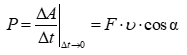 P = ΔA/Δt |Δt→0 = F · υ · cos α